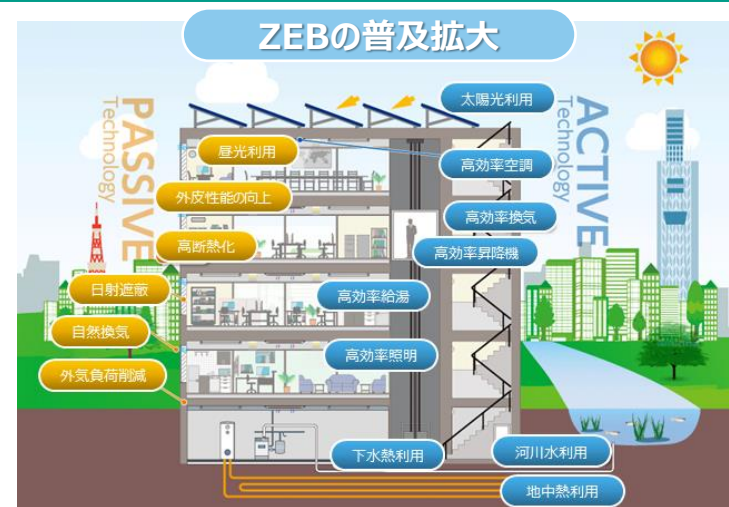 ZEBの普及拡大
PASSIVE
Technology
昼光利用
外皮性能の向上
高断熱化
日射遮蔽
自然換気
外気負荷削減
ACTIVE
Technology
太陽光利用
高効率空調
高効率換気
高効率昇降機
高効率給湯
高効率照明
下水熱利用
河川水利用
地中熱利用